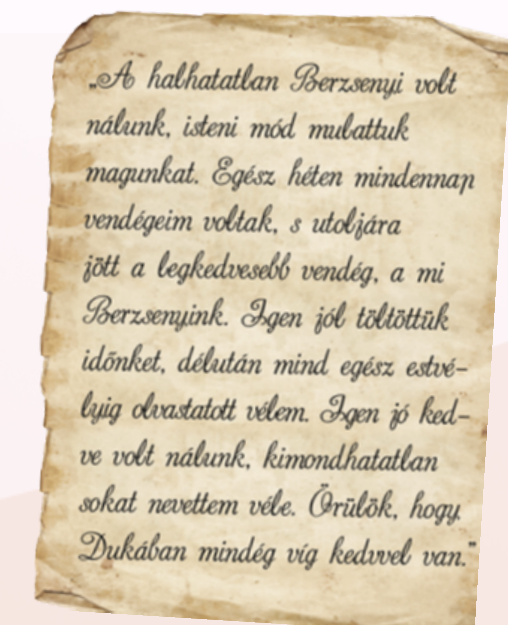 „A halhatatlan Berzsenyi volt
nálunk, isteni mód mulattuk
magunkat. Egész héten mindennap
vendégeim voltak, s utoljára
jött a legkedvesebb vendég, a mi
Berzsenyink. Igen jól töltöttük
időnket, délután mind egész estvé-
lyig olvastatott vélem. Igen jó ked-
ve volt nálunk, kimondhatatlan
sokat nevettem véle. Örülök, hogy
Dukában mindég víg kedvvel van."